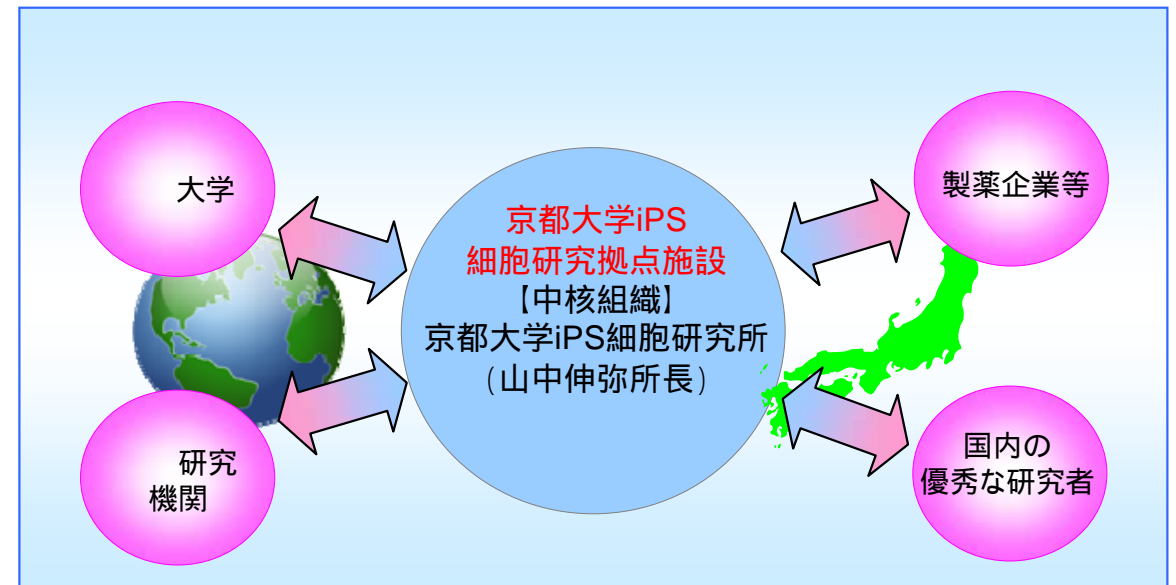 大学
製薬企業等
京都大学iPS
細胞研究拠点施設
【中核組織】
京都大学iPS細胞研究所
（山中伸弥所長）
研究
機関
国内の
優秀な研究者